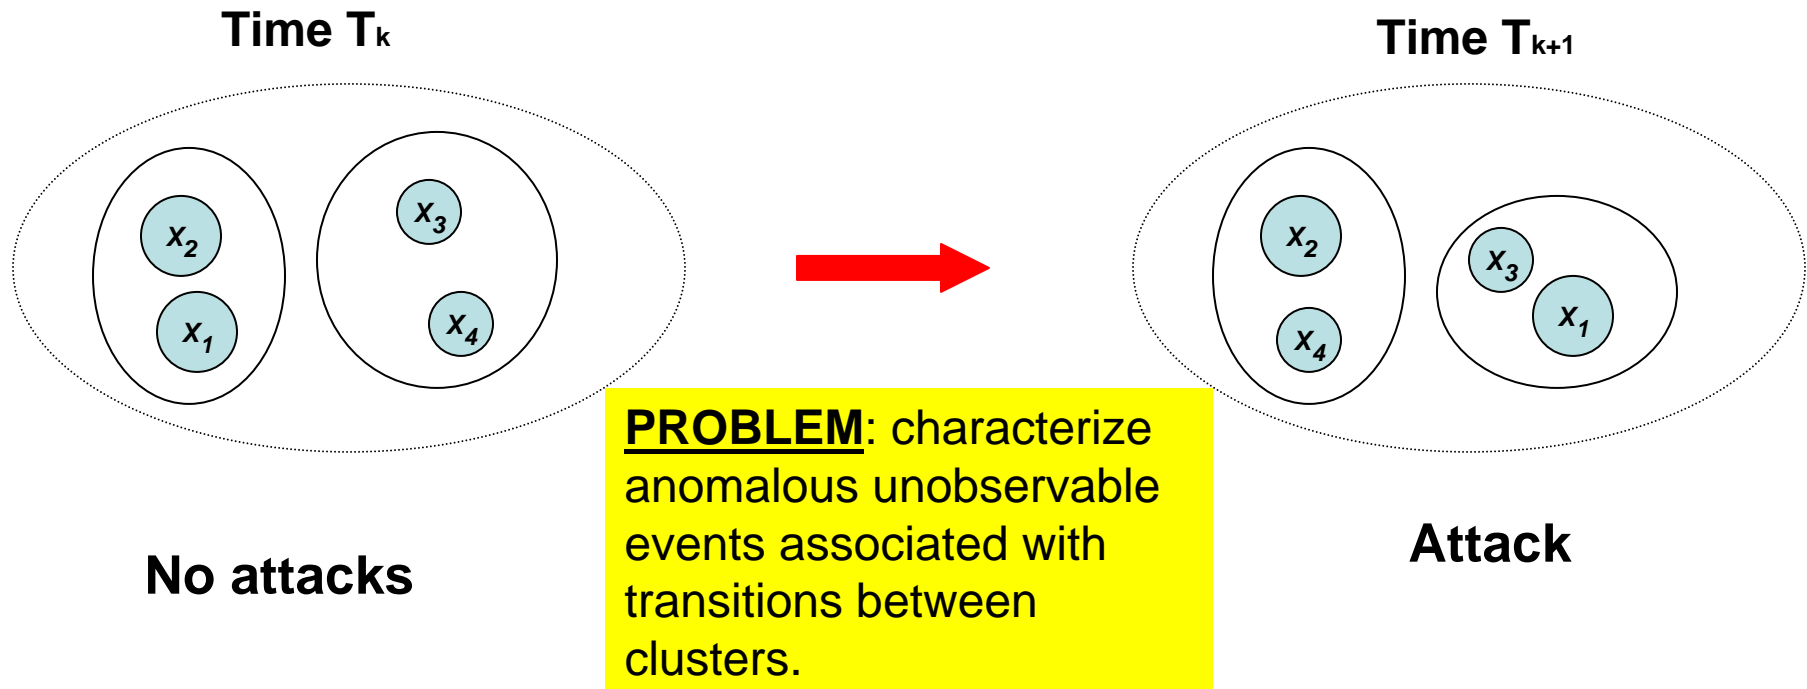 Time Tk
Time Tk+1
x2
x1
x3
x4
x2
x4
x3
x1
PROBLEM: characterize
anomalous unobservable
events associated with
transitions between
clusters.
No attacks
Attack